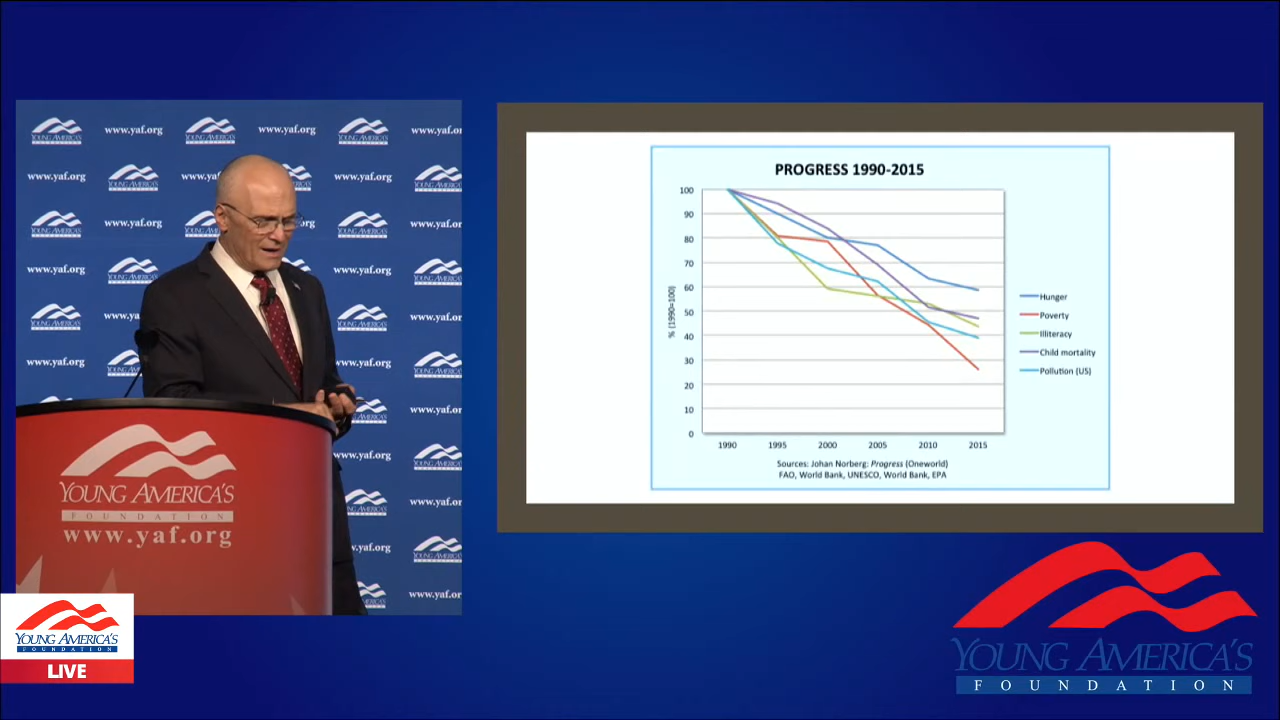 YOUNG AMERICA'S
FOUNDATION
www.yaf.org
YOUNG AMERICA'S
FOUNDATION
www.yaf.org
YOUNG AMERICA'S
FOUNDATION
LIVE
PROGRESS 1990-2015
% (1990=100)
100
90
80
70
60
50
40
30
20
10
0
1990 1995 2000 2005 2010 2015
Hunger
Poverty
Illiteracy
Child mortality
Pollution (US)
Sources: Johan Norberg: Progress (Oneworld)
FAO, World Bank, UNESCO, World Bank, EPA
YOUNG AMERICA'S
FOUNDATION